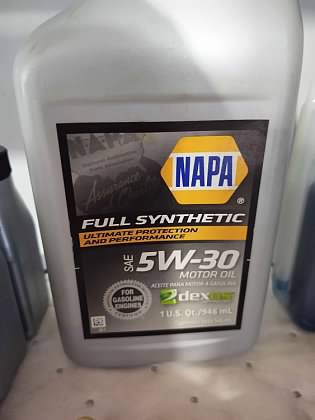 NAPA
Assurance
FULL SYNTHETIC
ULTIMATE PROTECTION
AND PERFORMANCE
SAE 5W-30
MOTOR OIL
ACEITE PARA MOTOR A GASOLINA
FOR
GASOLINE
ENGINES
dexos
1 U.S. Qt./946 mL